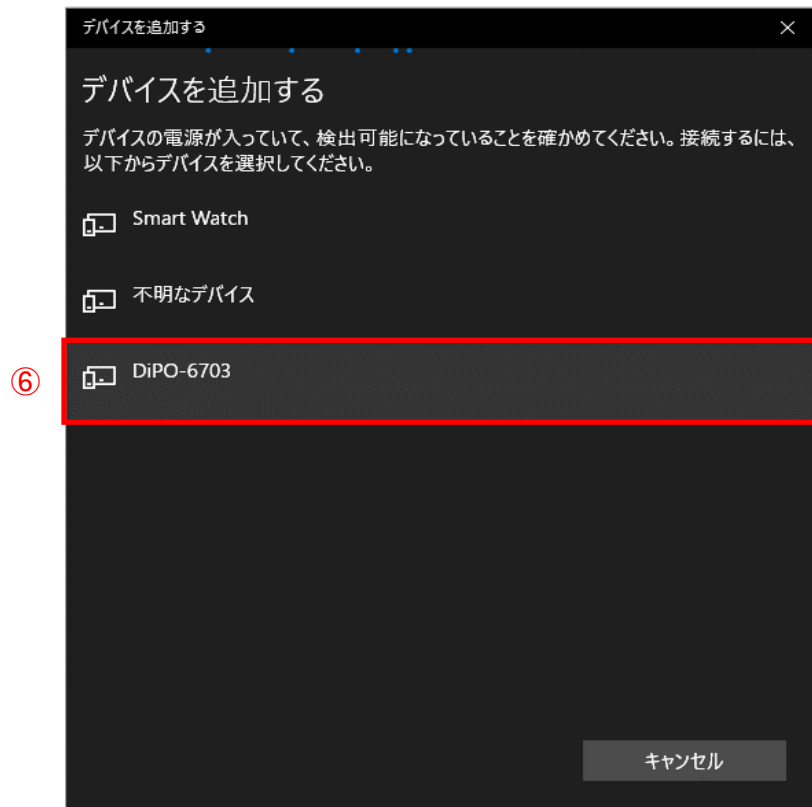 デバイスを追加する
デバイスを追加する
デバイスの電源が入っていて、検出可能になっていることを確かめてください。接続するには、
以下からデバイスを選択してください。
Smart Watch
不明なデバイス
⑥
DiPO-6703
キャンセル